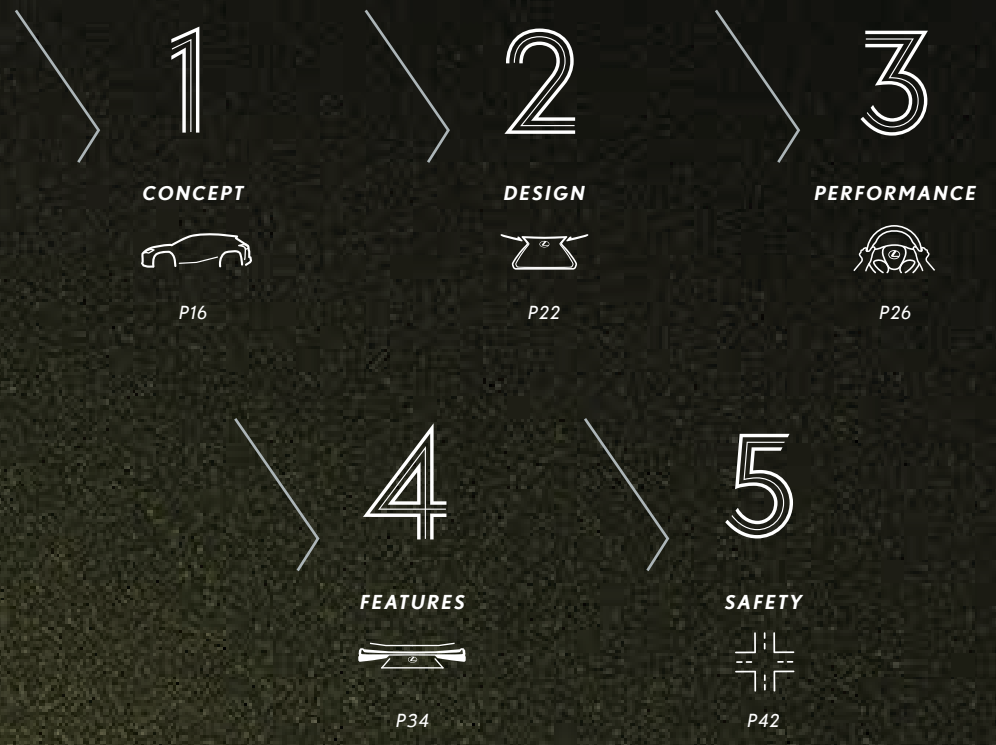 1
CONCEPT
P16
2
DESIGN
P22
3
PERFORMANCE
P26
4
FEATURES
P34
5
SAFETY
P42